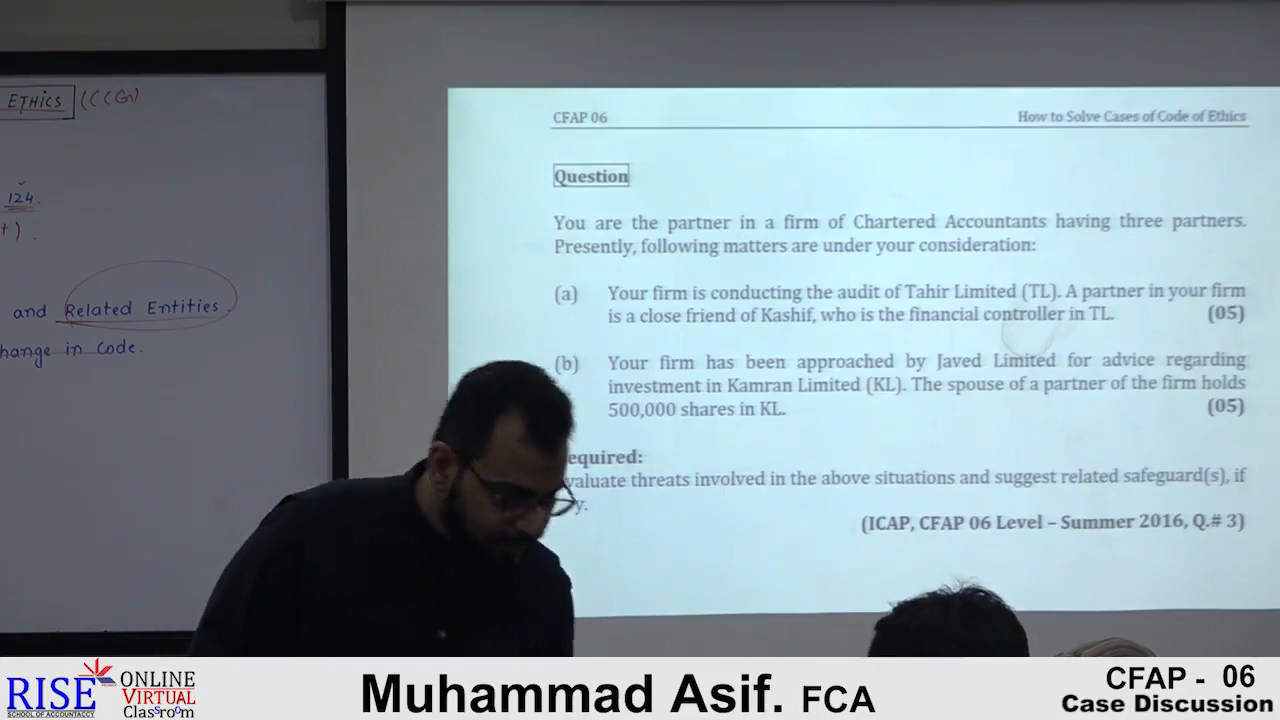 ETHICS (CCG)
124.
+) .
and Related Entities.
hange in Code.
CFAP 06 How to Solve Cases of Code of Ethics
Question
You are the partner in a firm of Chartered Accountants having three partners.
Presently, following matters are under your consideration:
(a) Your firm is conducting the audit of Tahir Limited (TL). A partner in your firm
is a close friend of Kashif, who is the financial controller in TL. (05)
(b) Your firm has been approached by Javed Limited for advice regarding
investment in Kamran Limited (KL). The spouse of a partner of the firm holds
500,000 shares in KL. (05)
equired:
valuate threats involved in the above situations and suggest related safeguard(s), if
y.
(ICAP, CFAP 06 Level – Summer 2016, Q.# 3)
RISE
SCHOOL OF ACCOUNTANCY
ONLINE
VIRTUAL
Classroom
Muhammad Asif. FCA
CFAP - 06
Case Discussion